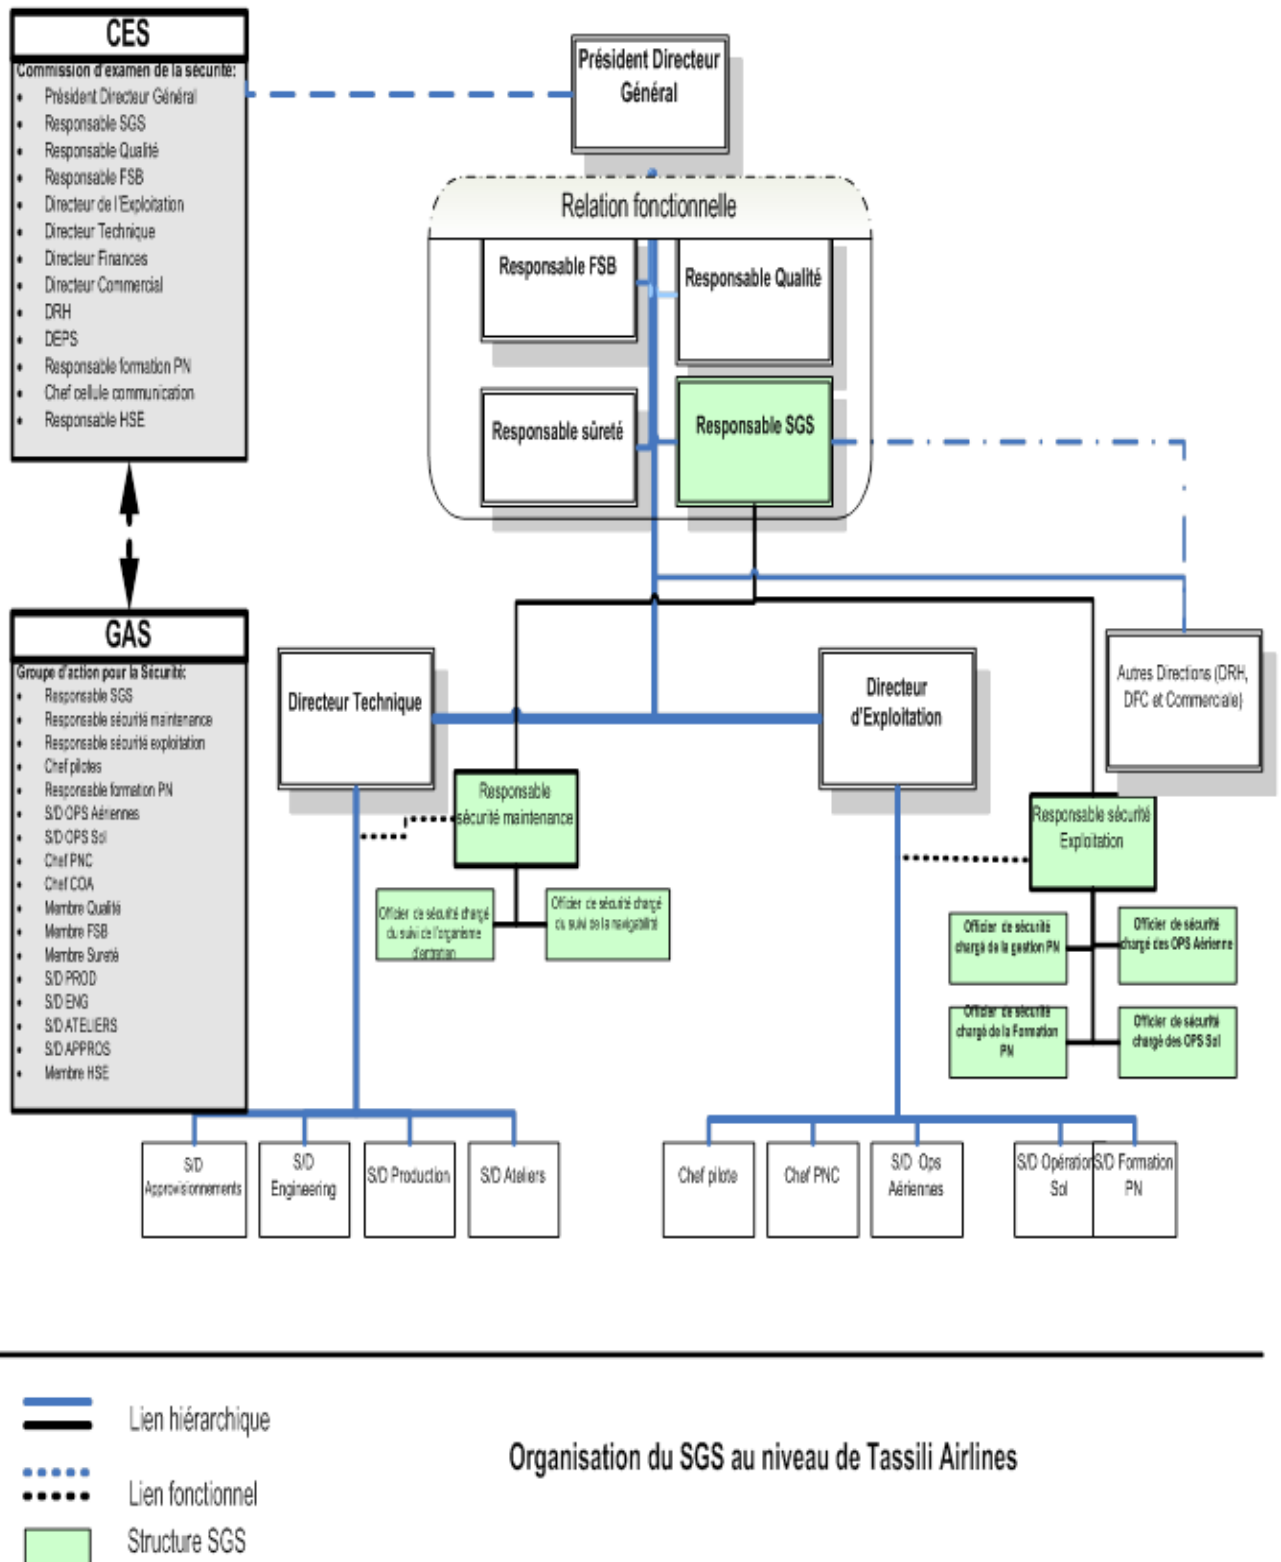 CES
Commission d'examen de la sécurité:
• Président Directeur Général
• Responsable SGS
• Responsable Qualité
• Responsable FSB
• Directeur de l'Exploitation
• Directeur Technique
• Directeur Finances
• Directeur Commercial
• DRH
• DEPS
• Responsable formation PN
• Chef cellule communication
• Responsable HSE
Président Directeur
Général
Relation fonctionnelle
Responsable FSB
Responsable Qualité
Responsable sûreté
Responsable SGS
GAS
Groupe d'action pour la Sécurité:
• Responsable SGS
• Responsable sécurité maintenance
• Responsable sécurité exploitation
• Chef pilotes
• Responsable formation PN
• S/D OPS Aériennes
• S/D OPS Sol
• Chef PNC
• Chef COA
• Membre Qualité
• Membre FSB
• Membre Sureté
• S/D PROD
• S/D ENG
• S/D ATELIERS
• S/D APPROS
• Membre HSE
Directeur Technique
Directeur
d'Exploitation
Autres Directions (DRH,
DFC et Commerciale)
Responsable
sécurité maintenance
Responsable sécurité
Exploitation
Officier de sécurité chargé
du suivi de l'organisme
d'entration
Officier de sécurité chargé
du suivi de la navigabilité
Officier de sécurité
chargé de la gestion PN
Officier de sécurité
chargé des OPS Aérienne
Officier de sécurité
chargé de la Formation
PN
Officier de sécurité
chargé des OPS Sol
S/D
Approvisionnements
S/D
Engineering
S/D Production
S/D Ateliers
Chef pilote
Chef PNC
S/D Ops
Aériennes
S/D Opération
Sol
S/D Formation
PN
Lien hiérarchique
Lien fonctionnel
Structure SGS
Organisation du SGS au niveau de Tassili Airlines